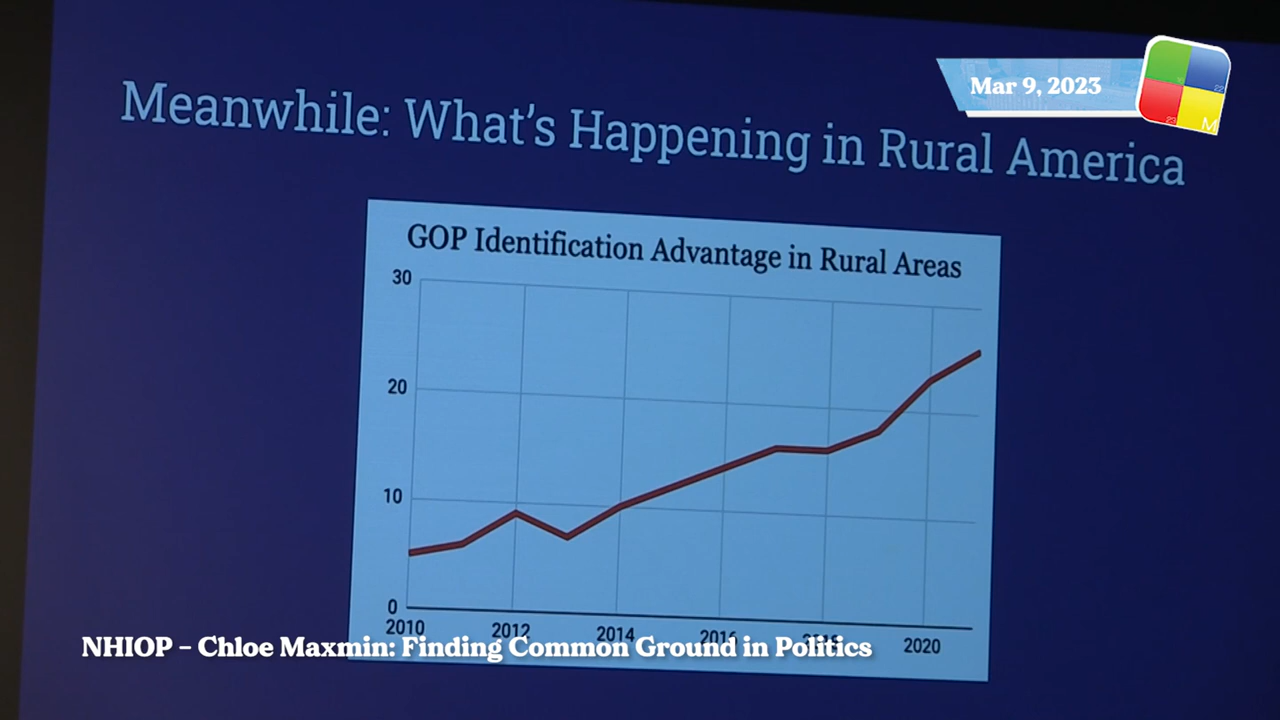 Mar 9, 2023
Meanwhile: What's Happening in Rural America
GOP Identification Advantage in Rural Areas
30
20
10
0
2010 2012 2014 2016 2018 2020
NHIOP – Chloe Maxmin: Finding Common Ground in Politics
M